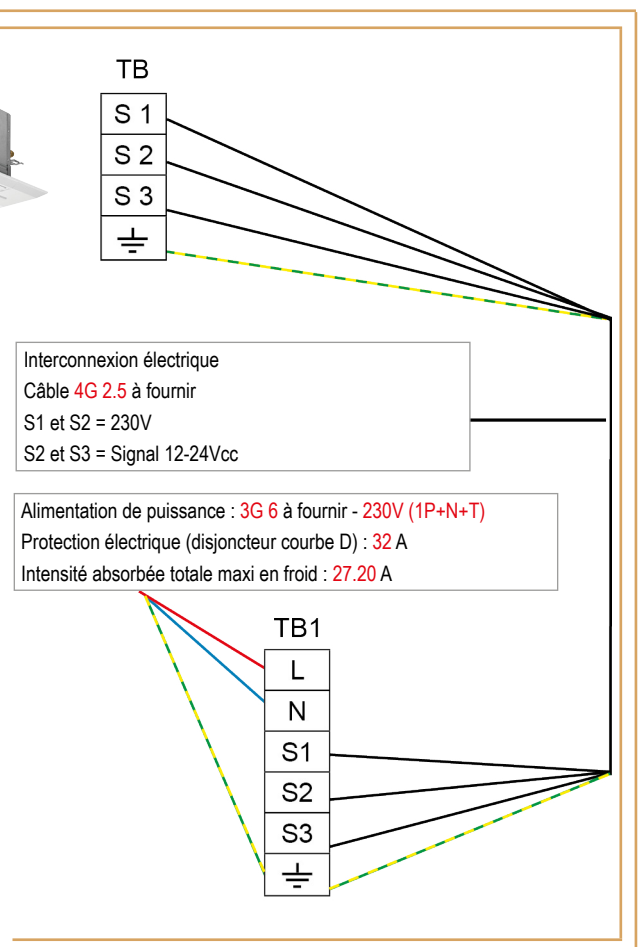 TB
S 1
S 2
S 3
Interconnexion électrique
Câble 4G 2.5 à fournir
S1 et S2 = 230V
S2 et S3 = Signal 12-24Vcc
Alimentation de puissance : 3G 6 à fournir - 230V (1P+N+T)
Protection électrique (disjoncteur courbe D) : 32 A
Intensité absorbée totale maxi en froid : 27.20 A
TB1
L
N
S1
S2
S3